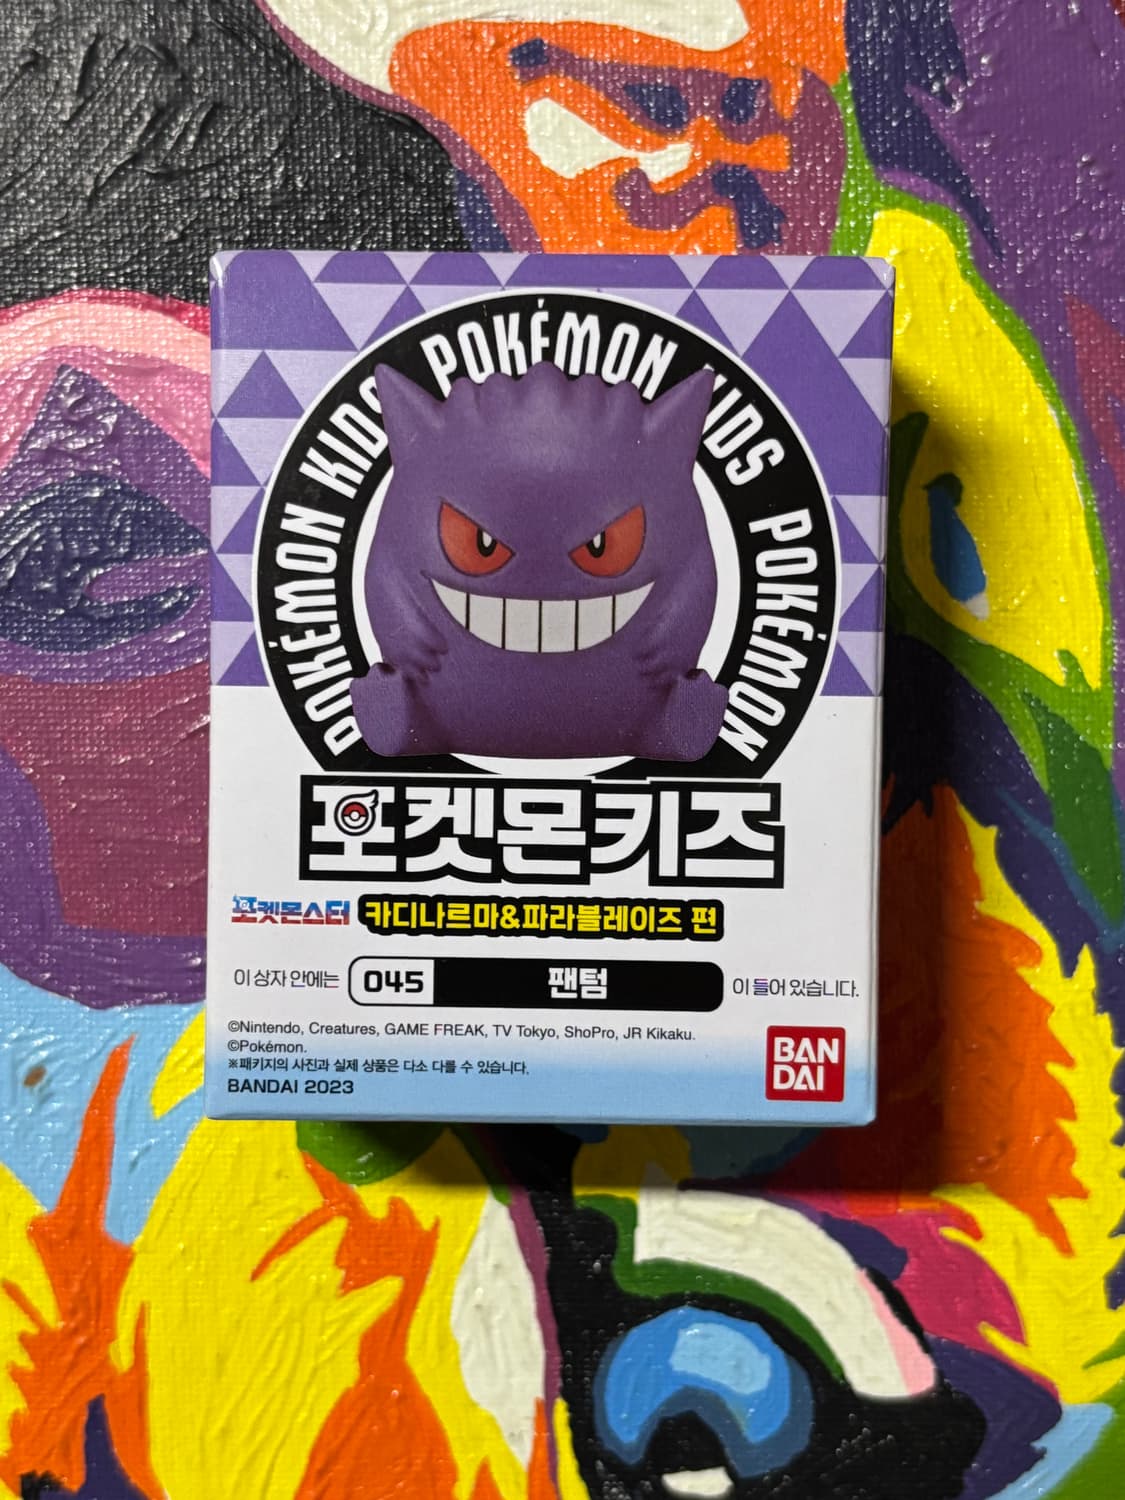 POKÉMON KIDS POKÉMON KIDS POKÉMON
포켓몬키즈
포켓몬스터 카디나르마&파라블레이즈 편
이 상자 안에는 045 팬텀 이 들어 있습니다.
©Nintendo, Creatures, GAME FREAK, TV Tokyo, ShoPro, JR Kikaku.
©Pokémon.
※패키지의 사진과 실제 상품은 다소 다를 수 있습니다.
BANDAI 2023
BAN
DAI